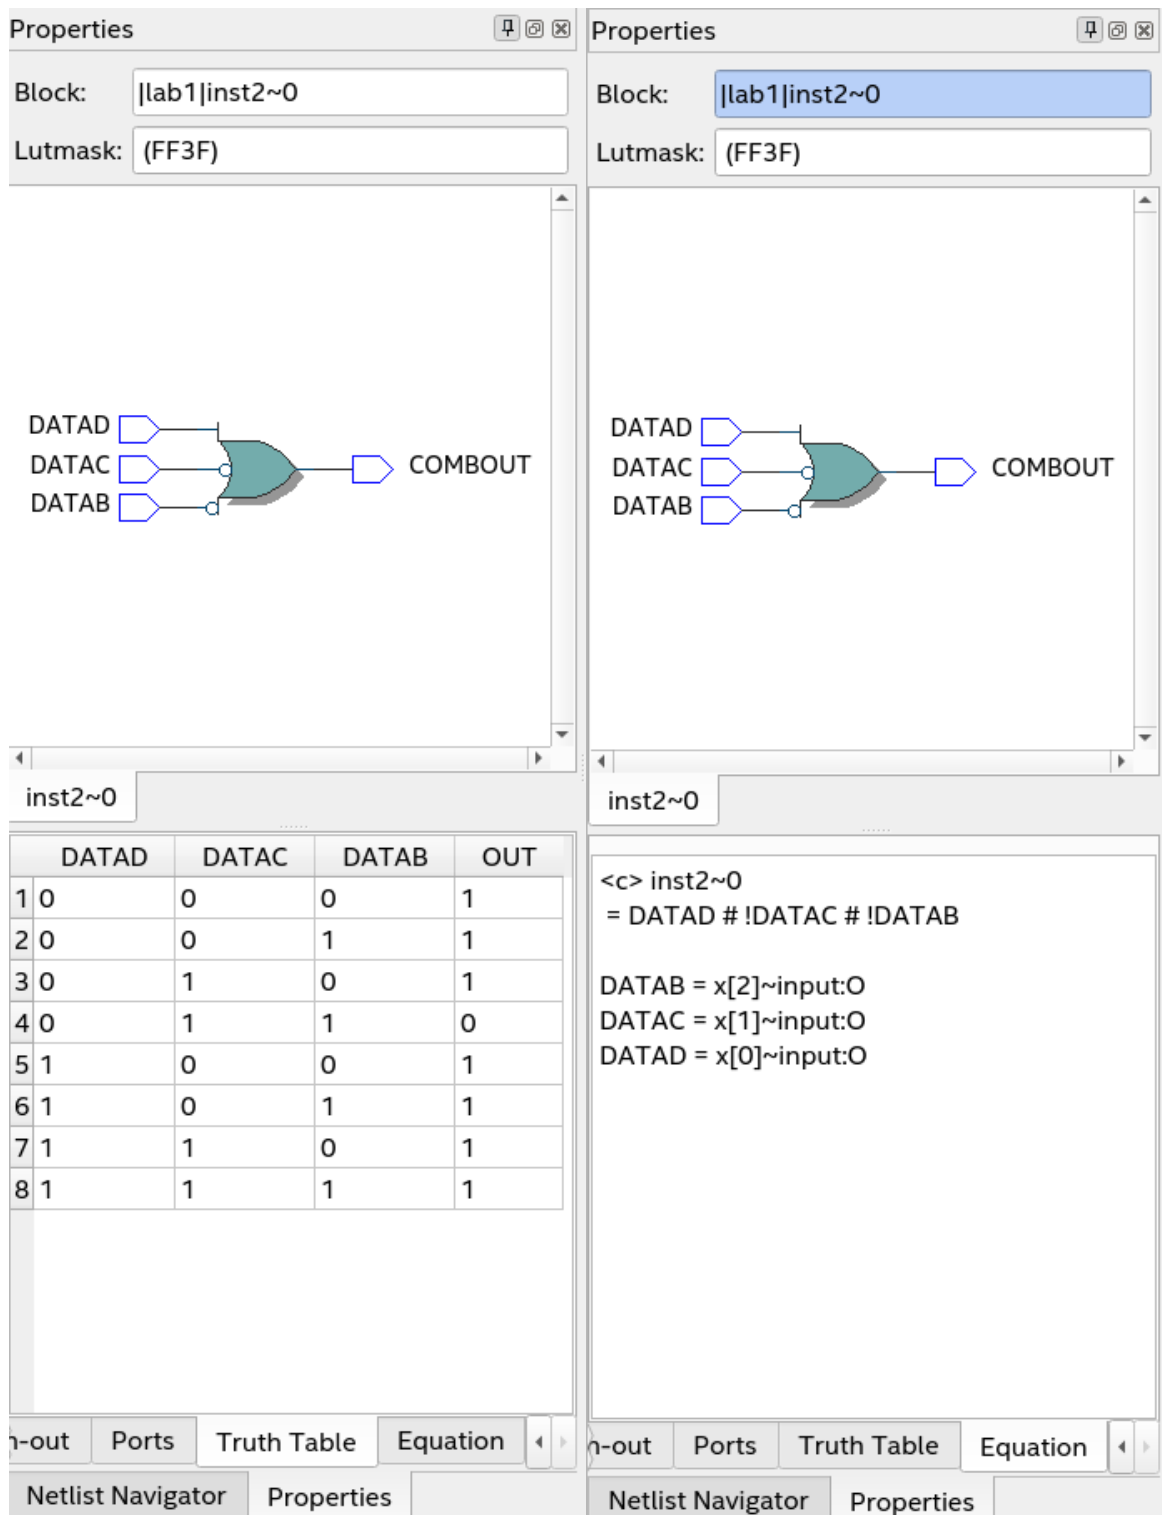 Properties
Block: |lab1|inst2~0
Lutmask: (FF3F)
DATAD
DATAC
DATAB
COMBOUT
inst2~0
DATAD DATAC DATAB OUT
1 0 0 0 1
2 0 0 1 1
3 0 1 0 1
4 0 1 1 0
5 1 0 0 1
6 1 0 1 1
7 1 1 0 1
8 1 1 1 1
n-out Ports Truth Table Equation
Netlist Navigator Properties
Properties
Block: |lab1|inst2~0
Lutmask: (FF3F)
DATAD
DATAC
DATAB
COMBOUT
inst2~0
<c> inst2~0
= DATAD # !DATAC # !DATAB
DATAB = x[2]~input:O
DATAC = x[1]~input:O
DATAD = x[0]~input:O
n-out Ports Truth Table Equation
Netlist Navigator Properties